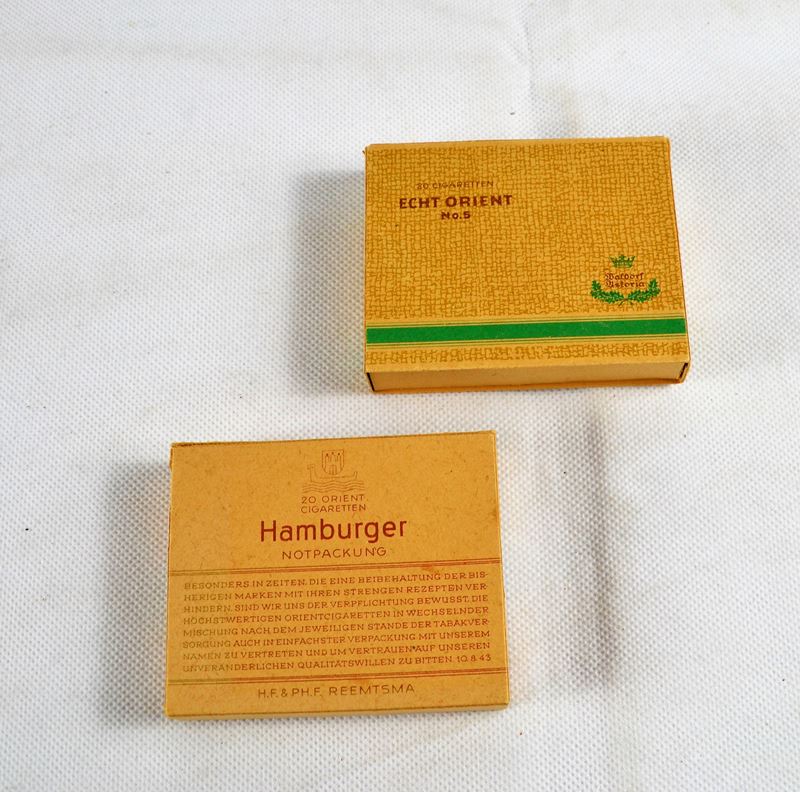 20 CIGARETTEN
ECHT ORIENT
No. 5
Waldorf
Astoria
20 ORIENT.
CIGARETTEN
Hamburger
NOTPACKUNG
BESONDERS IN ZEITEN, DIE EINE BEIBEHALTUNG DER BIS-
HERIGEN MARKEN MIT IHREN STRENGEN REZEPTEN VER-
HINDERN, SIND WIR UNS DER VERPFLICHTUNG BEWUSST, DIE
HÖCHSTWERTIGEN ORIENTCIGARETTEN IN WECHSELNDER
MISCHUNG NACH DEM JEWEILIGEN STANDE DER TABAKVER-
SORGUNG AUCH IN EINFACHSTER VERPACKUNG MIT UNSEREM
NAMEN ZU VERTRETEN UND UM VERTRAUEN AUF UNSEREN
UNVERÄNDERLICHEN QUALITÄTSWILLEN ZU BITTEN. 10.8.43
H.F. & PH.F. REEMTSMA